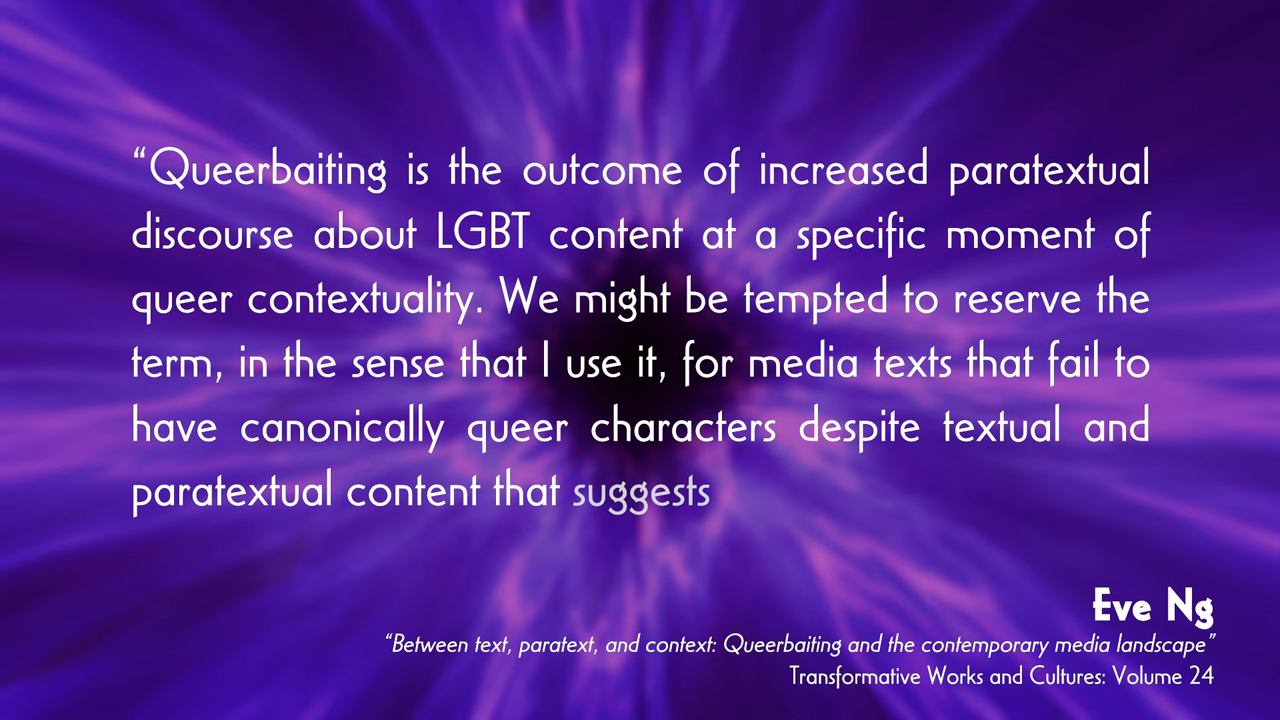 “Queerbaiting is the outcome of increased paratextual
discourse about LGBT content at a specific moment of
queer contextuality. We might be tempted to reserve the
term, in the sense that I use it, for media texts that fail to
have canonically queer characters despite textual and
paratextual content that suggests
Eve Ng
“Between text, paratext, and context: Queerbaiting and the contemporary media landscape”
Transformative Works and Cultures: Volume 24